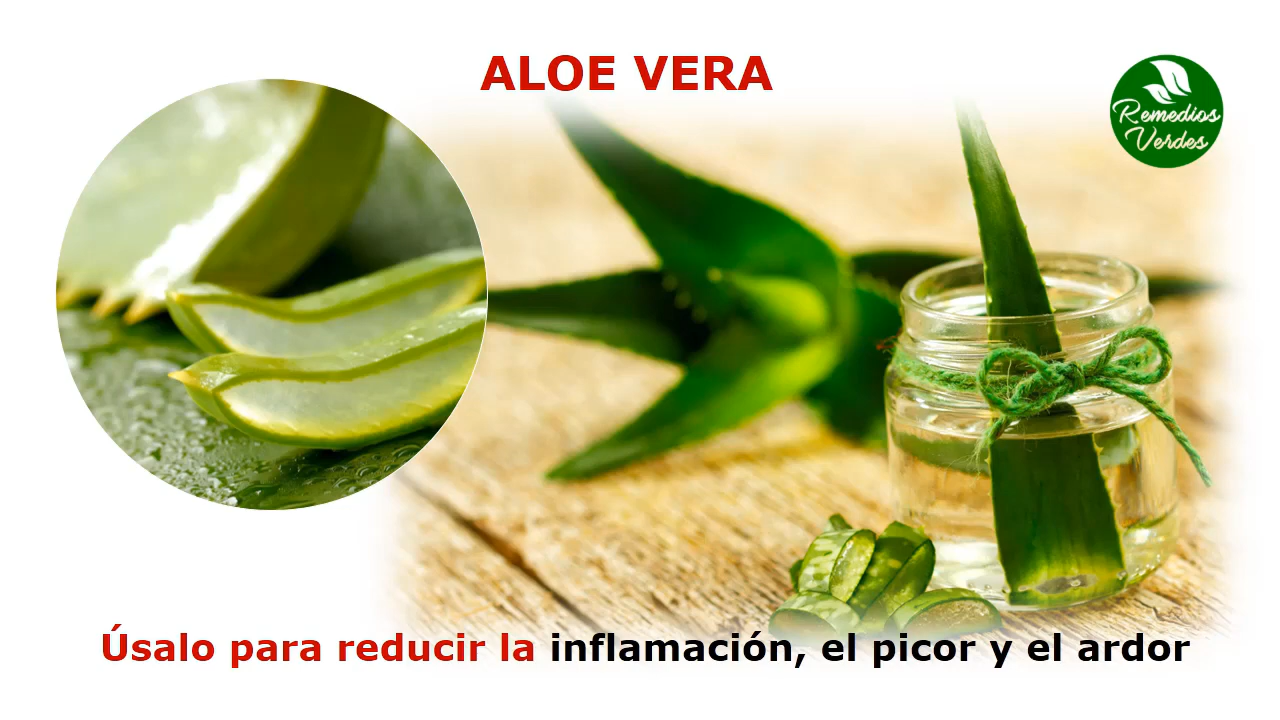 ALOE VERA
Remedios
Verdes
Úsalo para reducir la inflamación, el picor y el ardor